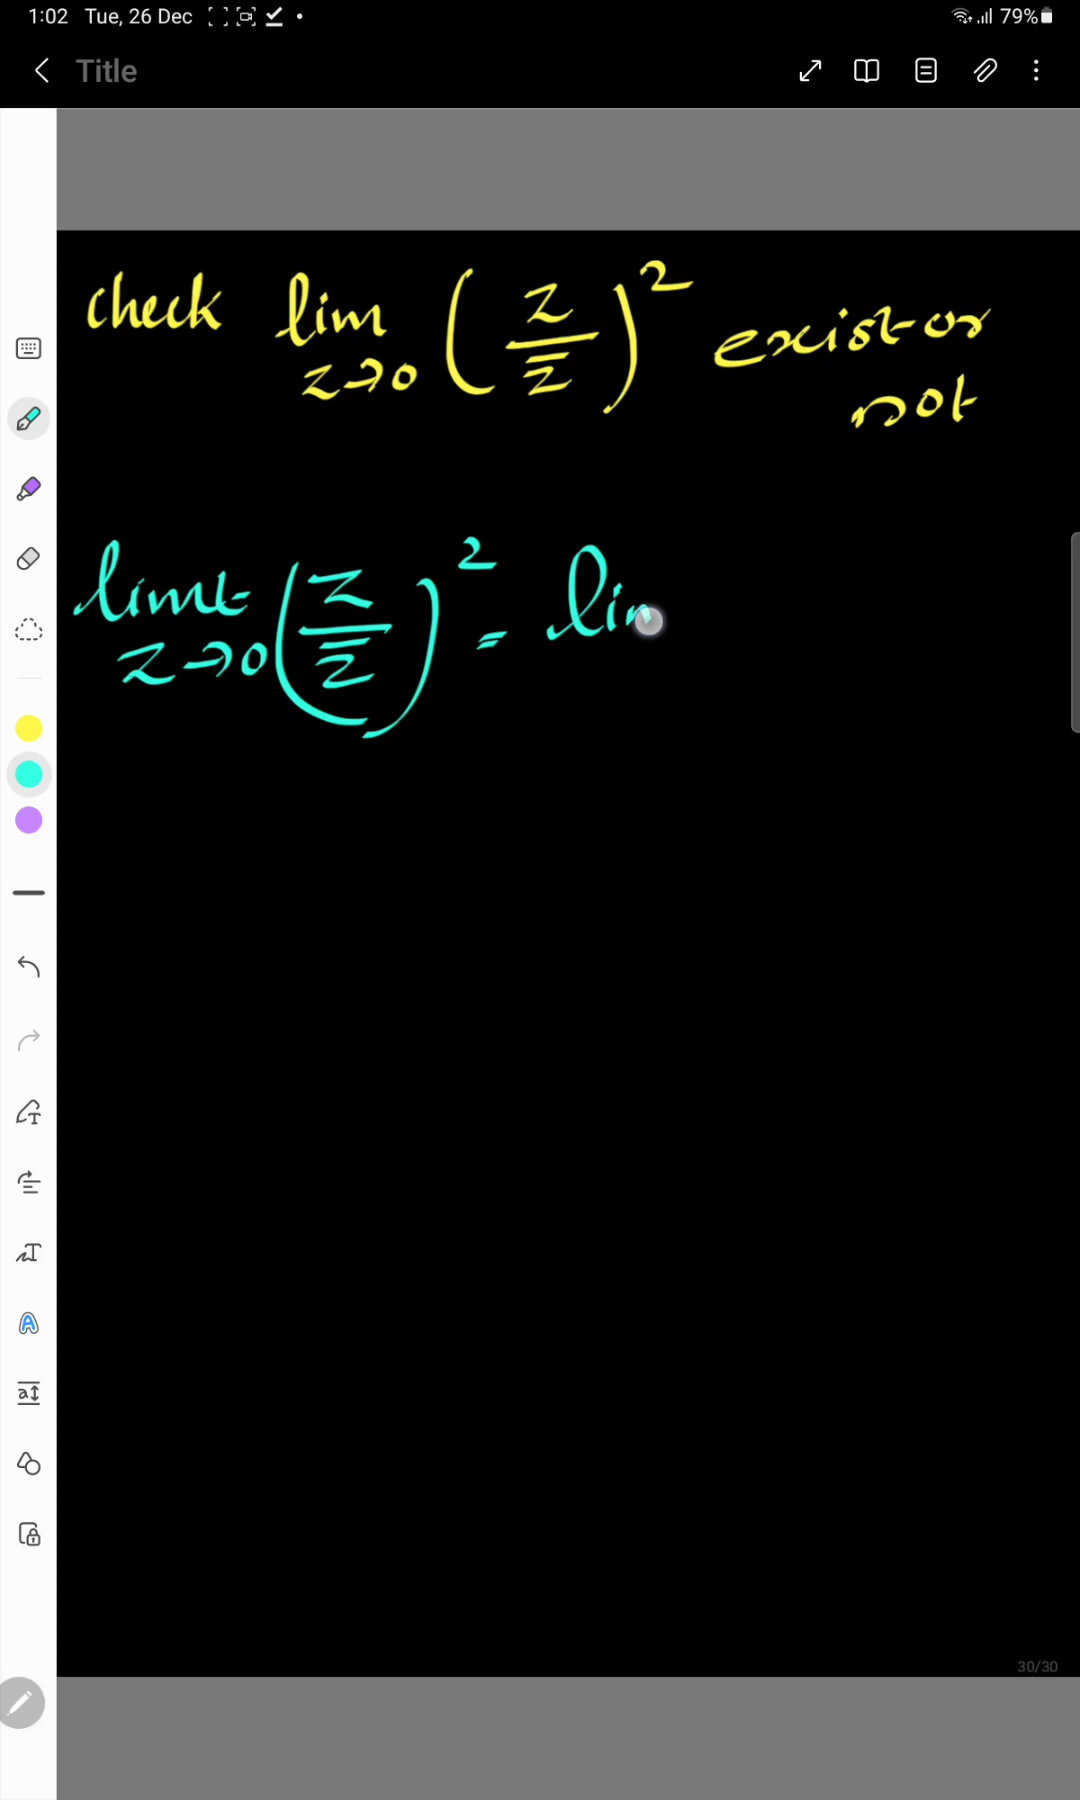 1:02 Tue, 26 Dec 79%
Title
check lim z→0 (z/z̅)² exist or
not
limt z→0 (z/z̅)² = lim
30/30